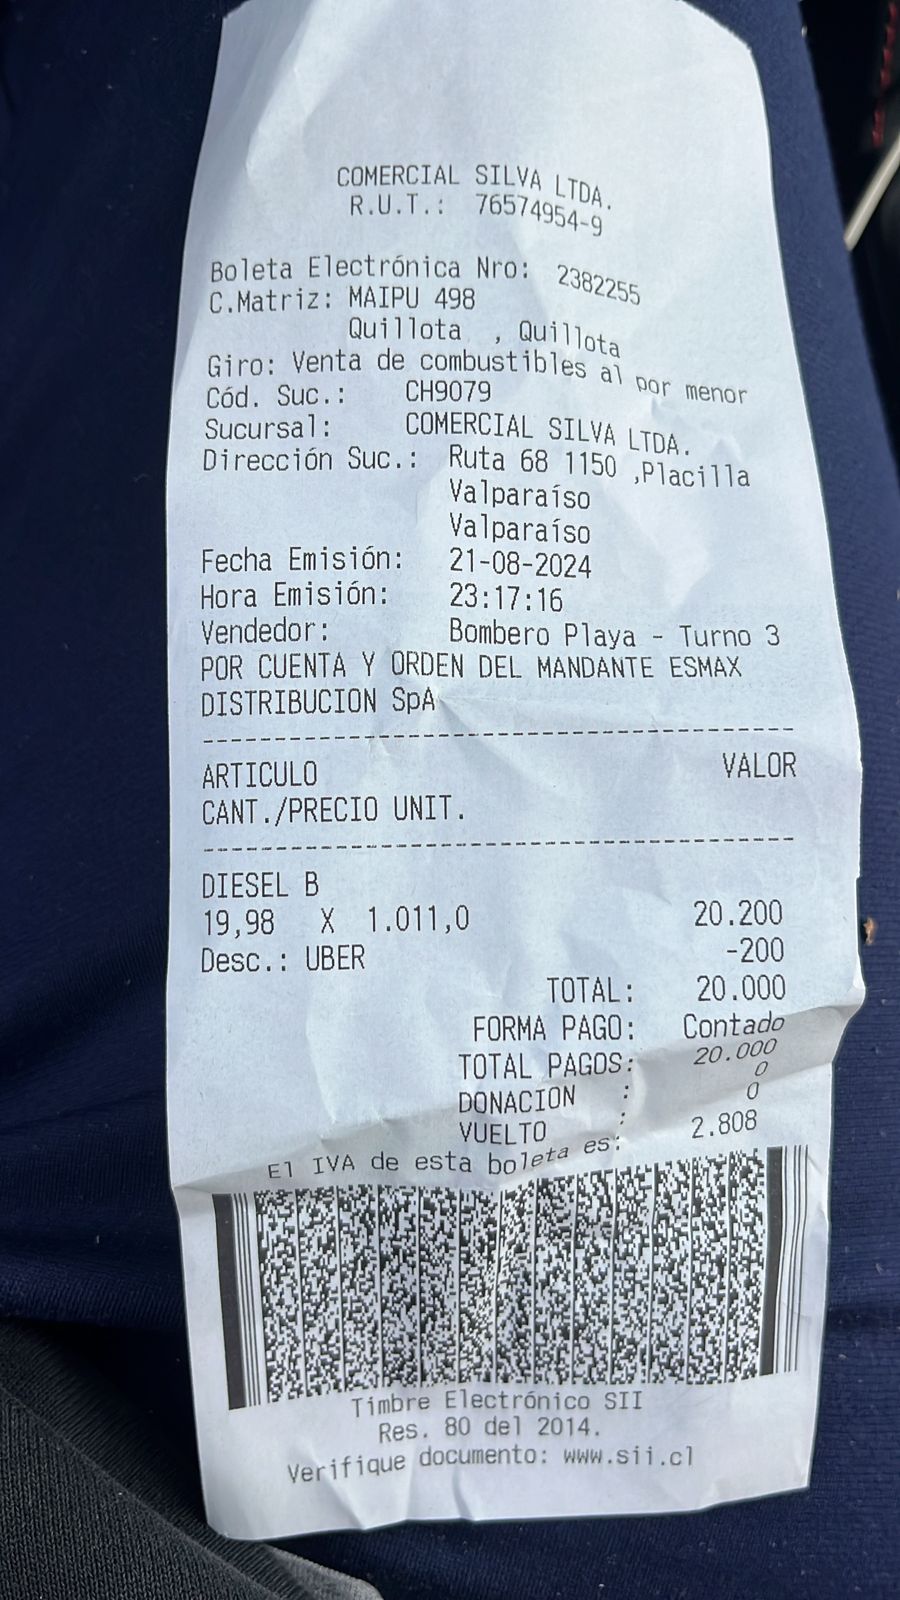 COMERCIAL SILVA LTDA.
R.U.T.: 76574954-9
Boleta Electrónica Nro: 2382255
C.Matriz: MAIPU 498
Quillota , Quillota
Giro: Venta de combustibles al por menor
Cód. Suc.: CH9079
Sucursal: COMERCIAL SILVA LTDA.
Dirección Suc.: Ruta 68 1150 ,Placilla
Valparaíso
Valparaíso
Fecha Emisión: 21-08-2024
Hora Emisión: 23:17:16
Vendedor: Bombero Playa - Turno 3
POR CUENTA Y ORDEN DEL MANDANTE ESMAX
DISTRIBUCION SpA
ARTICULO VALOR
CANT./PRECIO UNIT.
DIESEL B
19,98 X 1.011,0 20.200
Desc.: UBER -200
TOTAL: 20.000
FORMA PAGO: Contado
TOTAL PAGOS: 20.000
DONACION : 0
VUELTO : 0
El IVA de esta boleta es: 2.808
Timbre Electrónico SII
Res. 80 del 2014.
Verifique documento: www.sii.cl